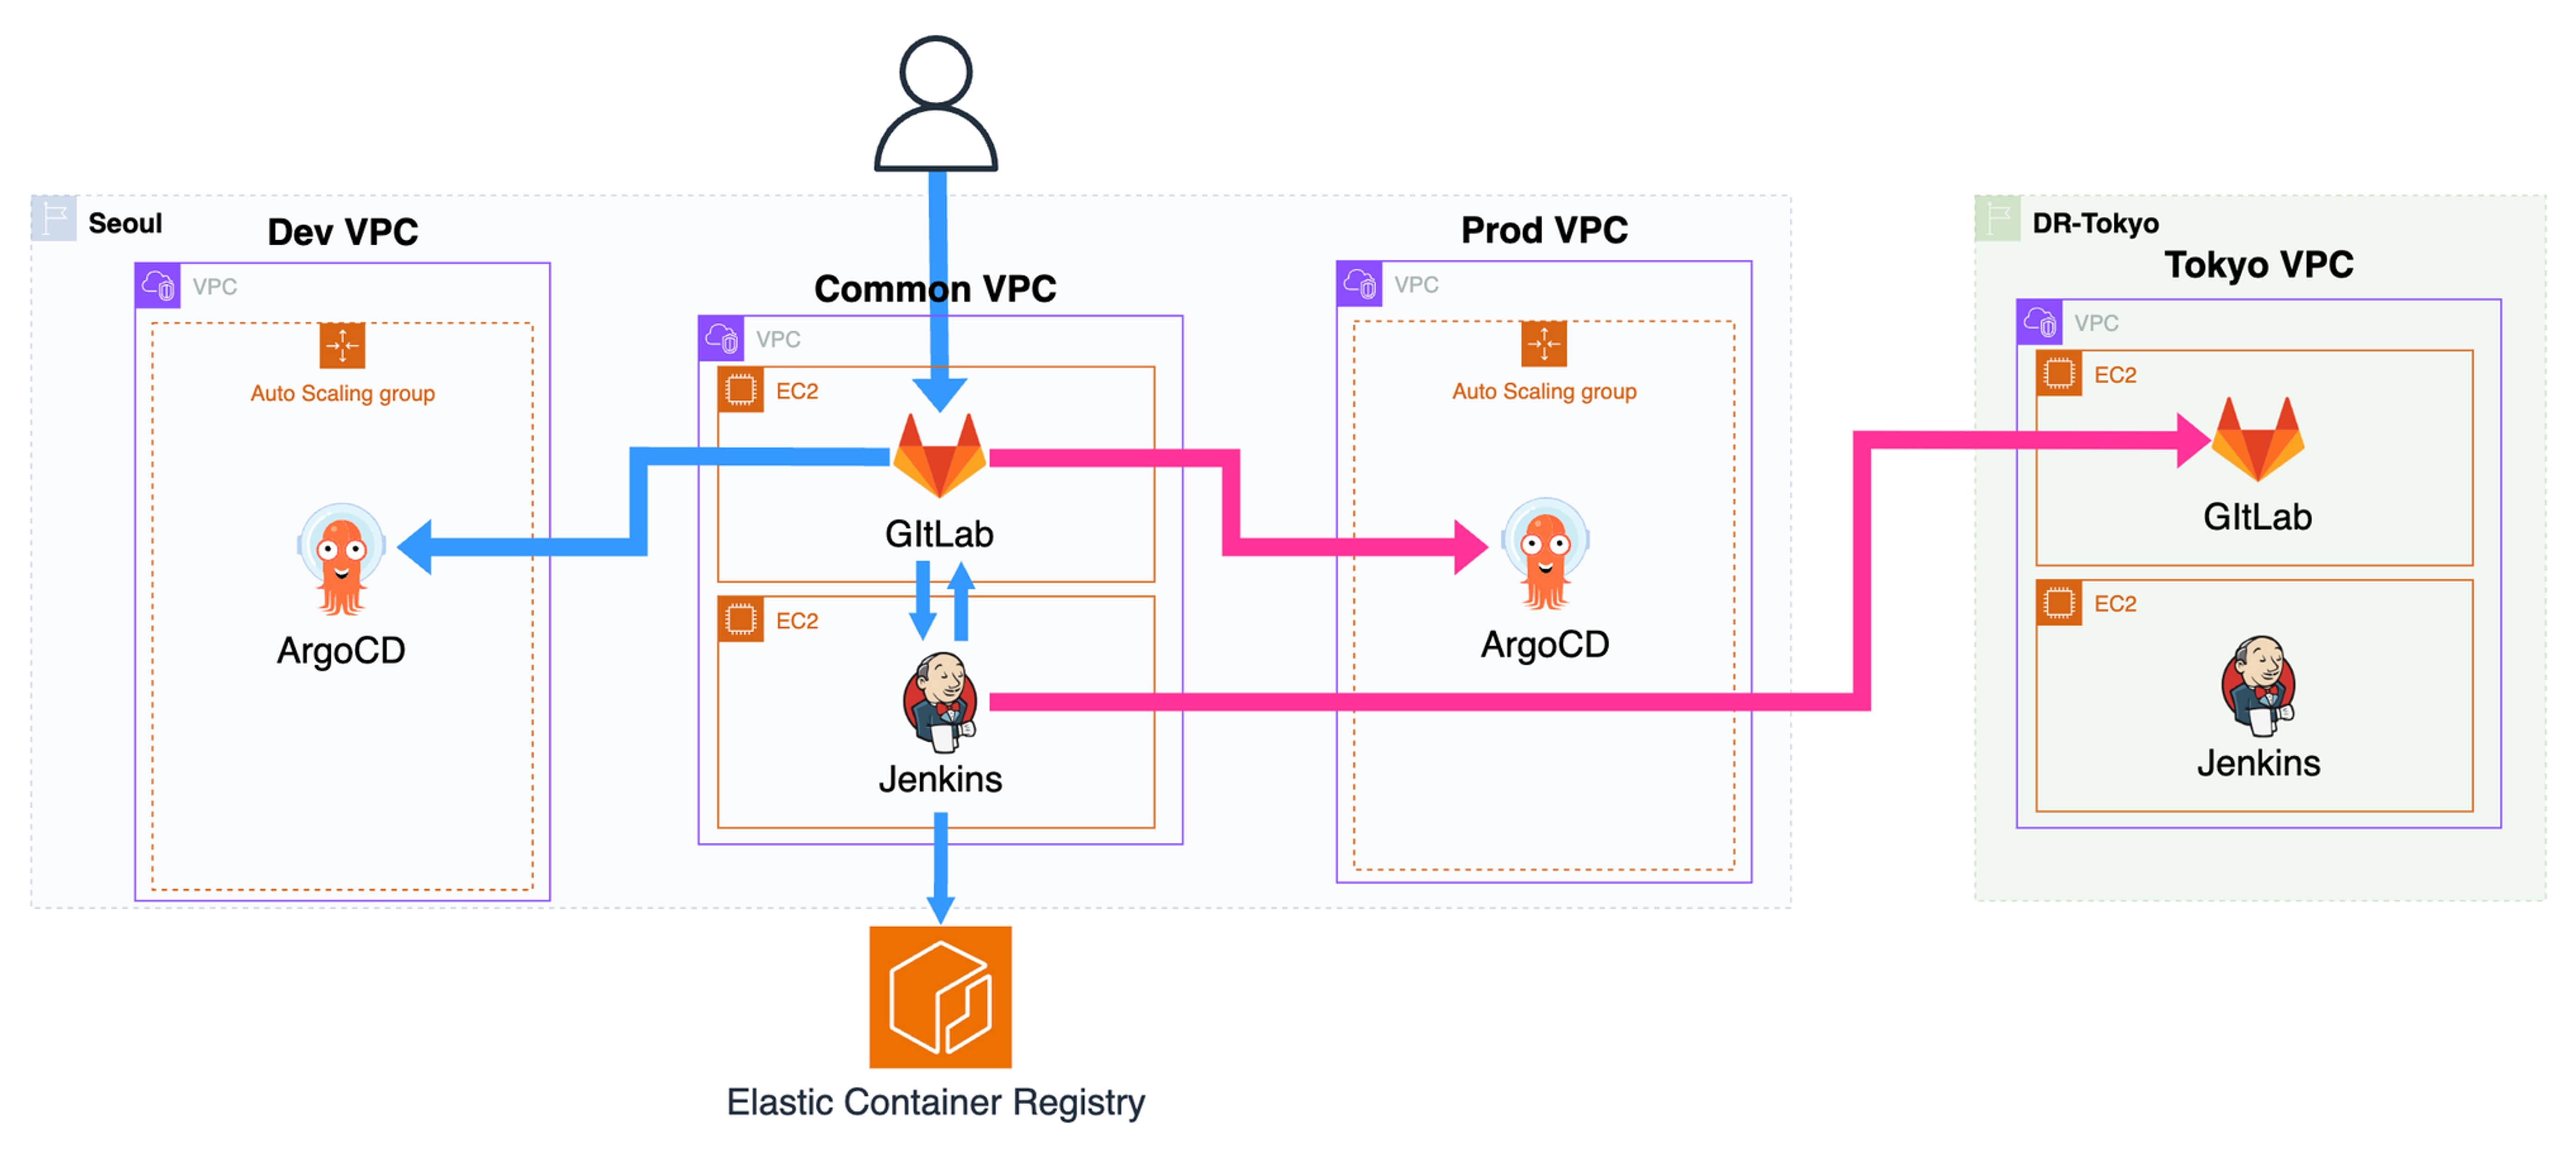 Seoul
Dev VPC
VPC
Auto Scaling group
ArgoCD
Common VPC
VPC
EC2
GItLab
EC2
Jenkins
Elastic Container Registry
Prod VPC
VPC
Auto Scaling group
ArgoCD
DR-Tokyo
Tokyo VPC
VPC
EC2
GItLab
EC2
Jenkins